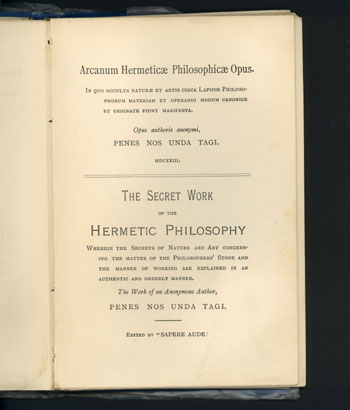 Arcanum Hermeticæ Philosophicæ Opus.
In quo occulta naturæ et artis circa Lapidis Philoso-
phorum materiam et operandi modum canonice
et ordinate fiunt manifesta.
Opus authoris anonymi,
PENES NOS UNDA TAGI.
MDCXXIII.
The Secret Work
of the
Hermetic Philosophy
Wherein the Secrets of Nature and Art concern-
ing the matter of the Philosophers' Stone and
the manner of working are explained in an
authentic and orderly manner.
The Work of an Anonymous Author,
PENES NOS UNDA TAGI.
Edited by "SAPERE AUDE."